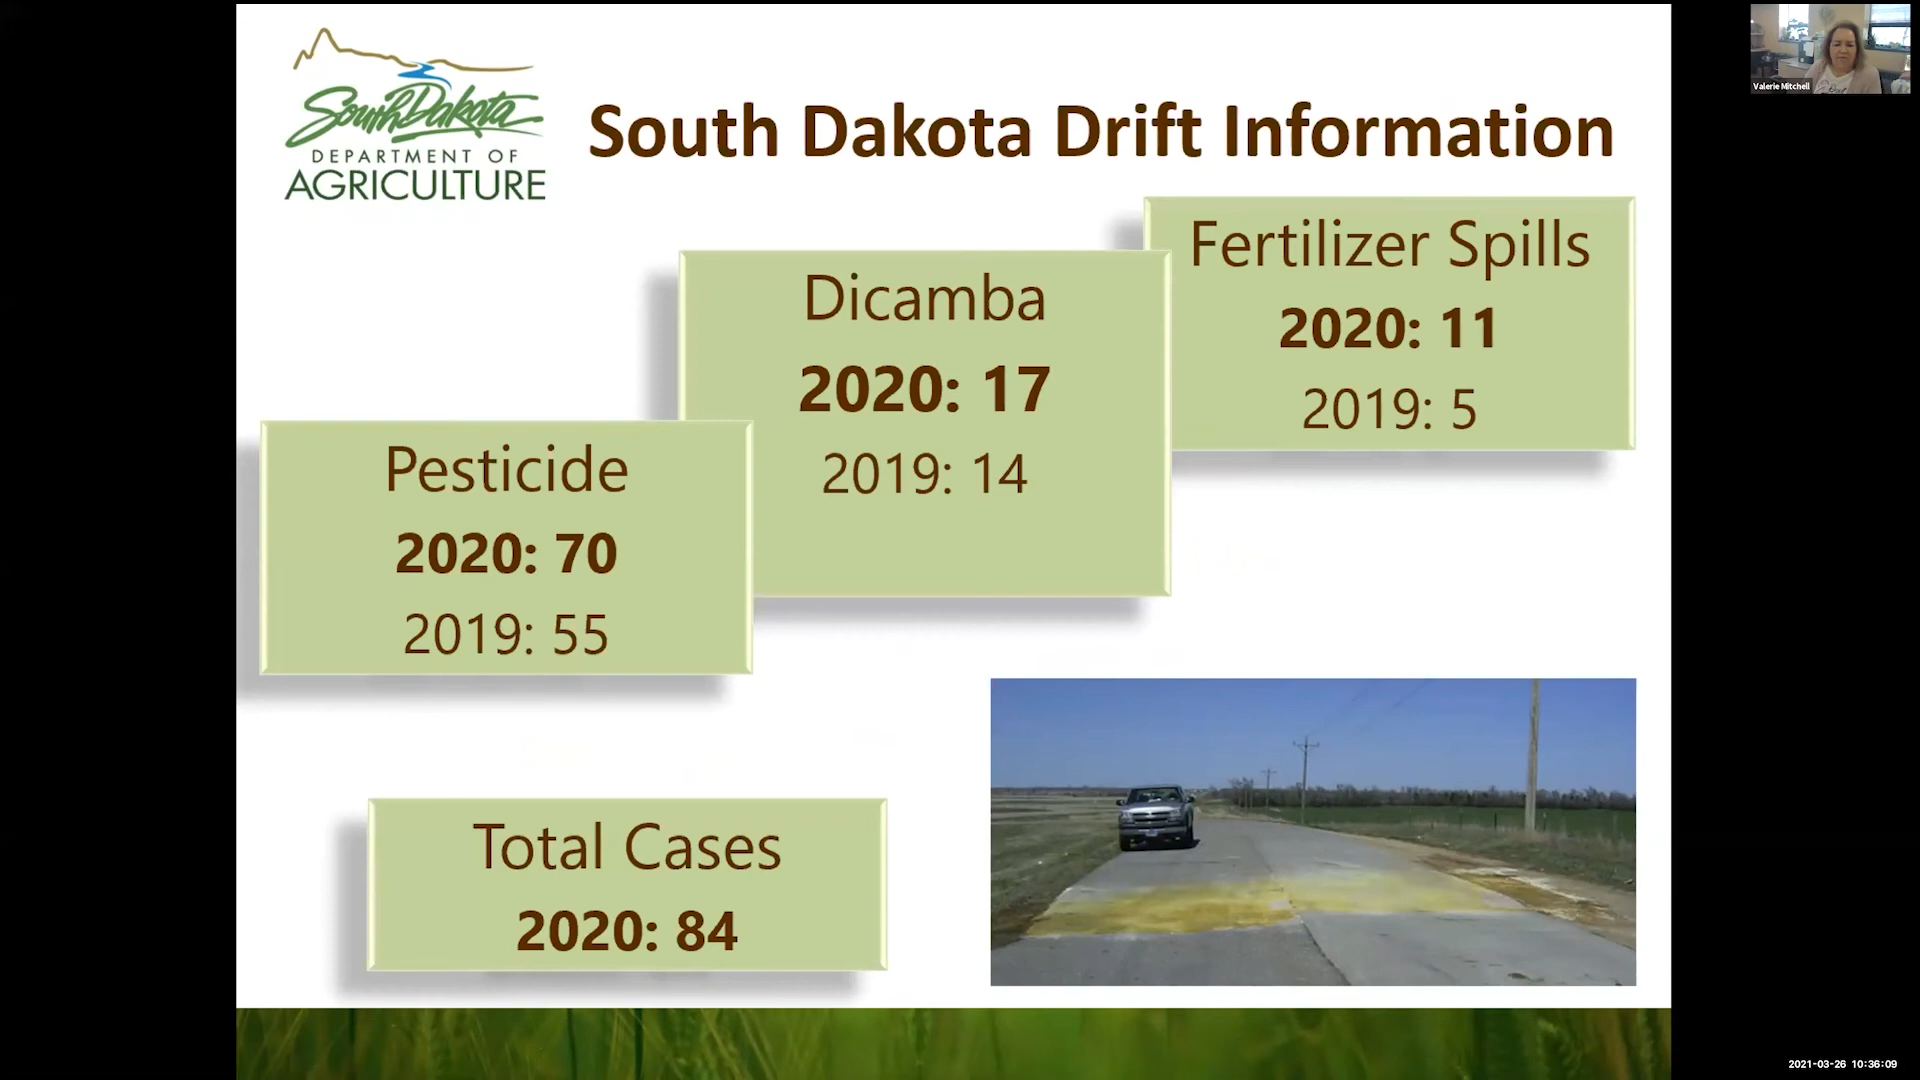 South Dakota
DEPARTMENT OF
AGRICULTURE
South Dakota Drift Information
Pesticide
2020: 70
2019: 55
Dicamba
2020: 17
2019: 14
Fertilizer Spills
2020: 11
2019: 5
Total Cases
2020: 84
Valerie Mitchell
2021-03-26 10:36:09